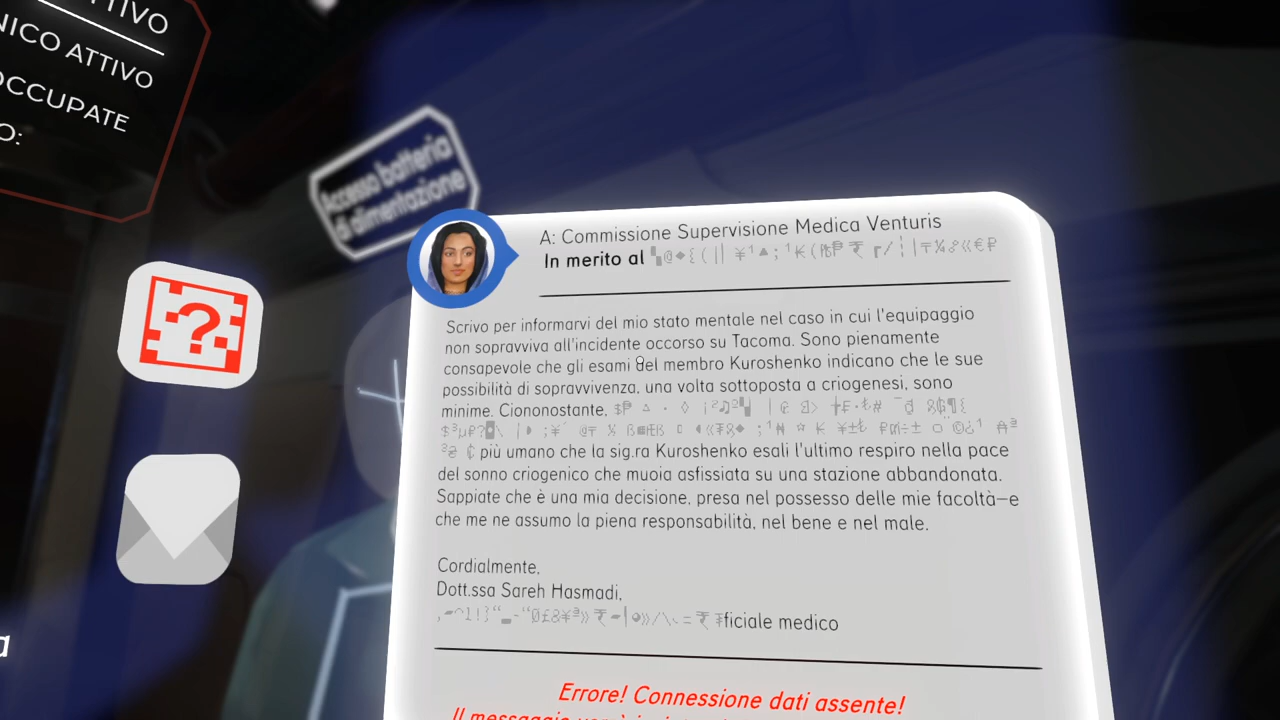 TTIVO
NICO ATTIVO
OCCUPATE
O:
Accesso batteria
di alimentazione
A: Commissione Supervisione Medica Venturis
In merito al
Scrivo per informarvi del mio stato mentale nel caso in cui l'equipaggio
non sopravviva all'incidente occorso su Tacoma. Sono pienamente
consapevole che gli esami del membro Kuroshenko indicano che le sue
possibilità di sopravvivenza, una volta sottoposta a criogenesi, sono
minime. Ciononostante,
più umano che la sig.ra Kuroshenko esali l'ultimo respiro nella pace
del sonno criogenico che muoia asfissiata su una stazione abbandonata.
Sappiate che è una mia decisione, presa nel possesso delle mie facoltà—e
che me ne assumo la piena responsabilità, nel bene e nel male.
Cordialmente,
Dott.ssa Sareh Hasmadi,
fficiale medico
Errore! Connessione dati assente!
Il messaggio verrà
?
a